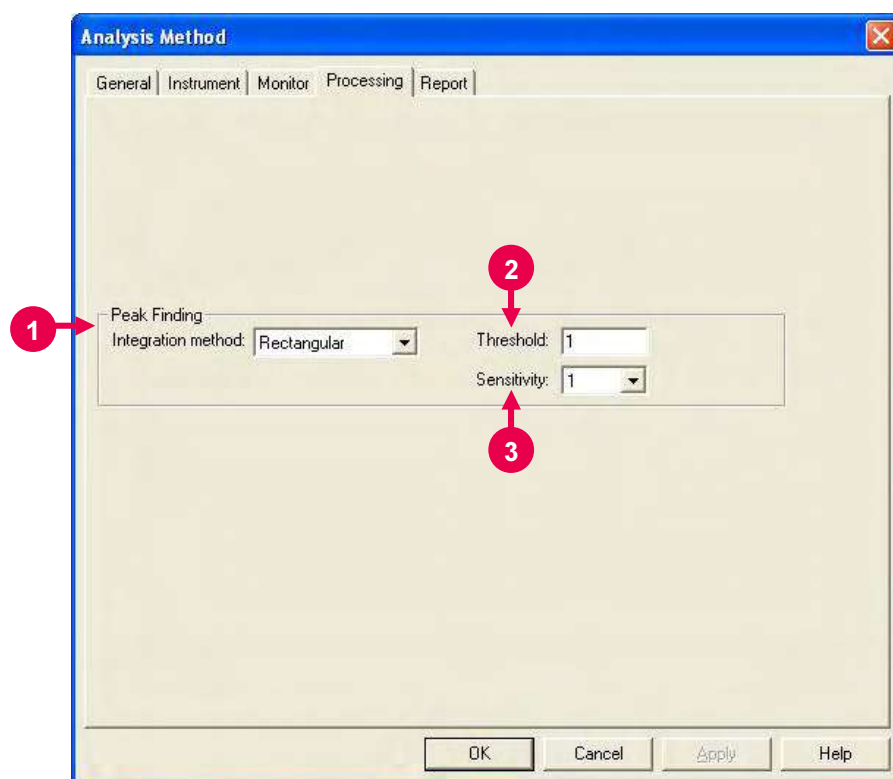 Analysis Method
General Instrument Monitor Processing Report
2
1
Peak Finding
Integration method: Rectangular Threshold: 1
Sensitivity: 1
3
OK Cancel Apply Help